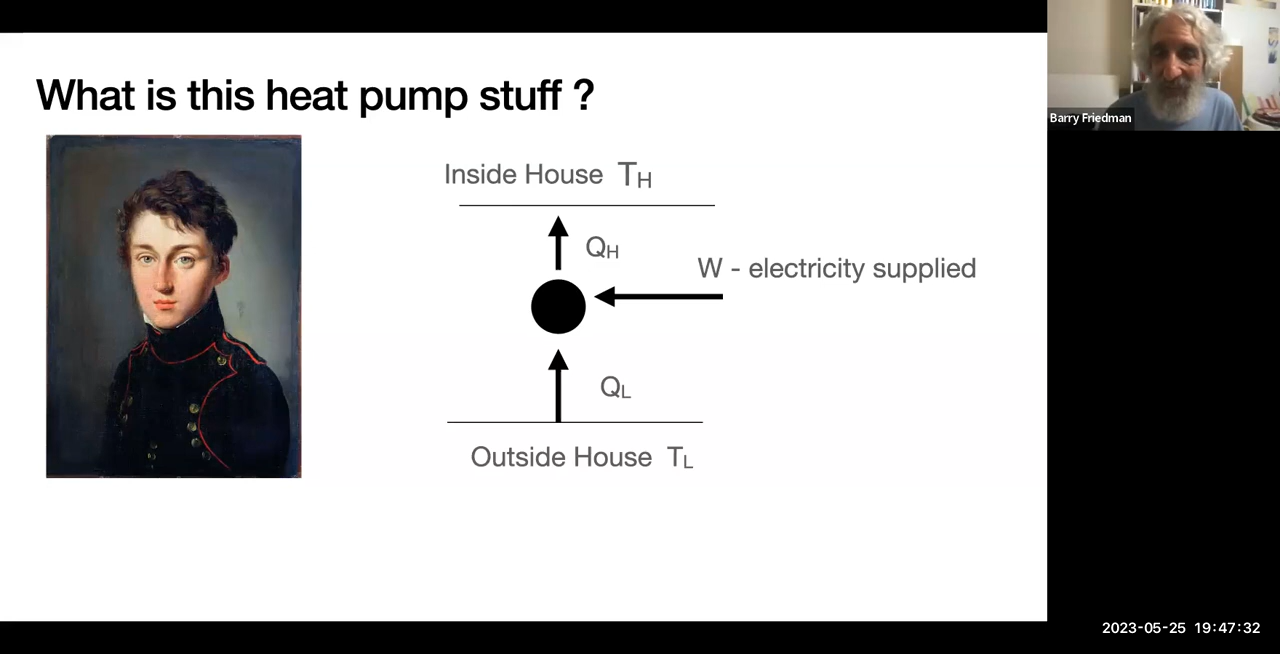 What is this heat pump stuff ?
Inside House TH
QH
W - electricity supplied
QL
Outside House TL
Barry Friedman
2023-05-25 19:47:32